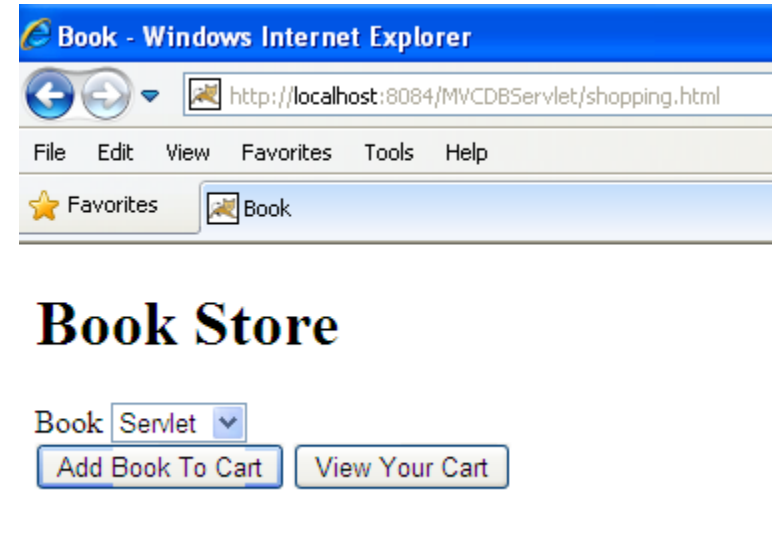 Book - Windows Internet Explorer
http://localhost:8084/MVCDBServlet/shopping.html
File Edit View Favorites Tools Help
Favorites Book
Book Store
Book Servlet
Add Book To Cart View Your Cart